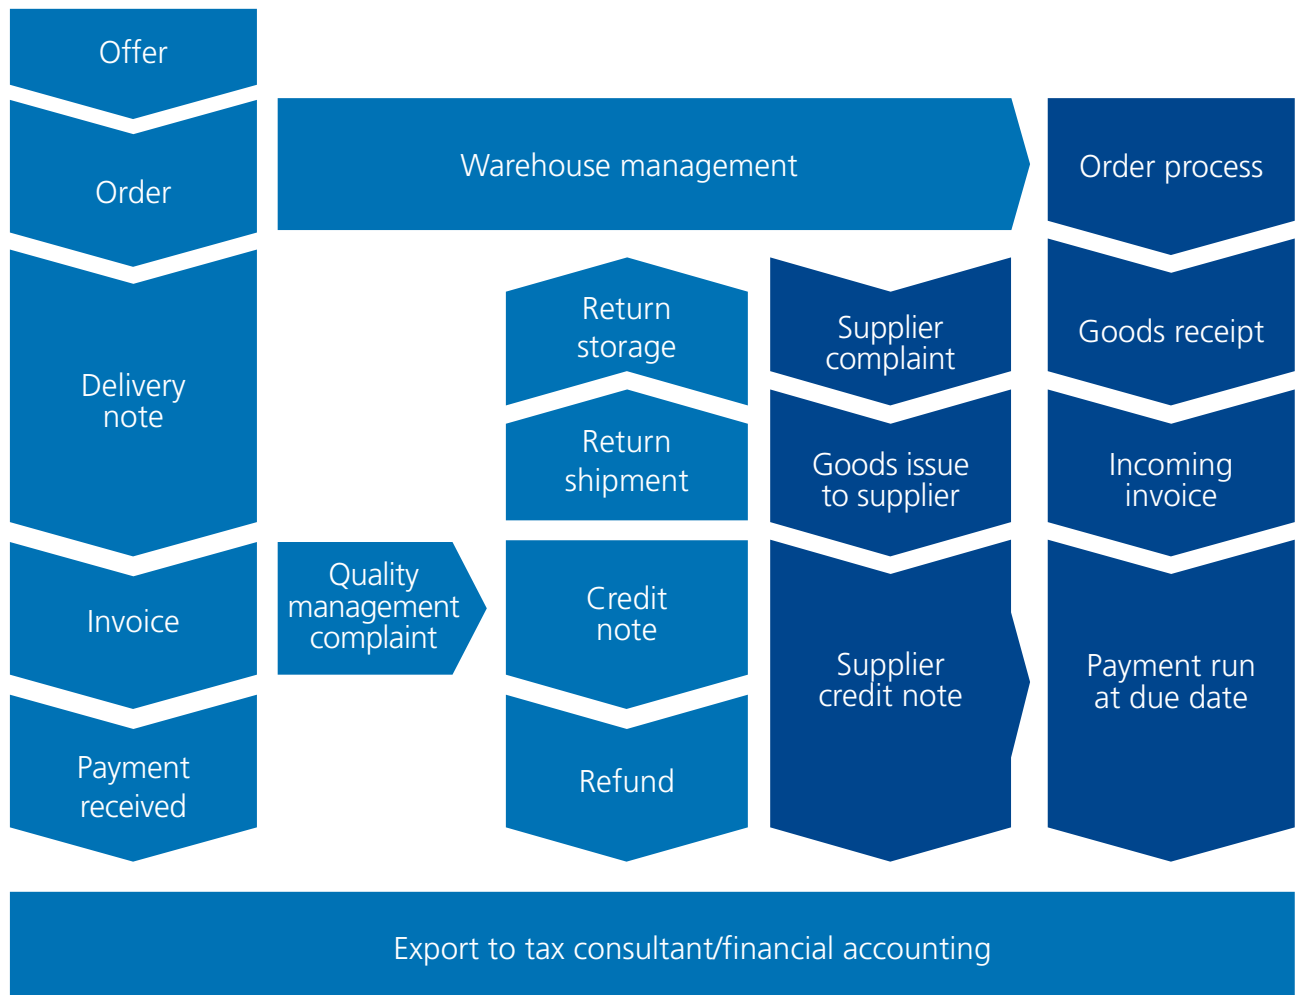 Offer
Order
Delivery
note
Invoice
Payment
received
Warehouse management
Quality
management
complaint
Return
storage
Return
shipment
Credit
note
Refund
Supplier
complaint
Goods issue
to supplier
Supplier
credit note
Order process
Goods receipt
Incoming
invoice
Payment run
at due date
Export to tax consultant/financial accounting